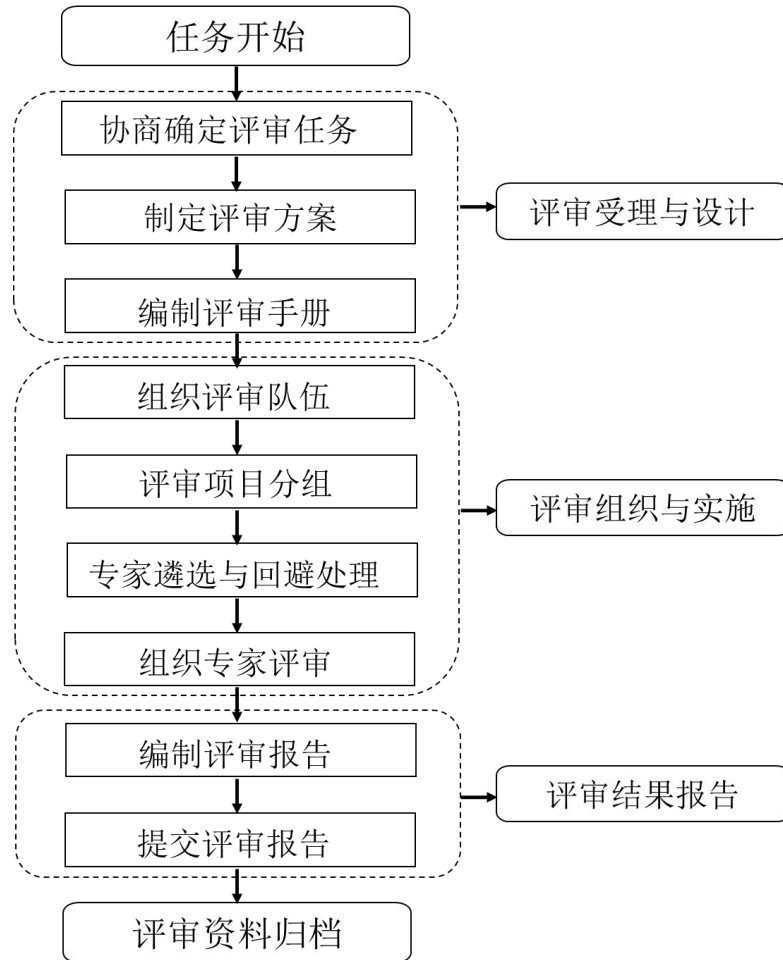 任务开始
协商确定评审任务
制定评审方案
编制评审手册
评审受理与设计
组织评审队伍
评审项目分组
专家遴选与回避处理
组织专家评审
评审组织与实施
编制评审报告
提交评审报告
评审结果报告
评审资料归档